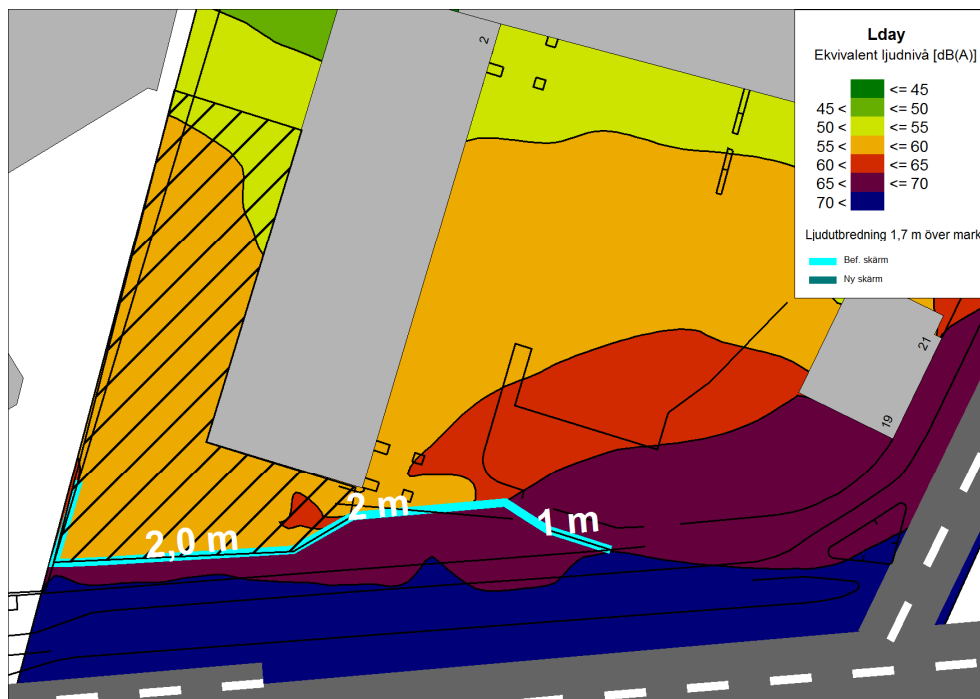 Lday
Ekvivalent ljudnivå [dB(A)]
<= 45
45 < <= 50
50 < <= 55
55 < <= 60
60 < <= 65
65 < <= 70
70 <
Ljudutbredning 1,7 m över mark
Bef. skärm
Ny skärm
2
21
19
2 m
1 m
2,0 m